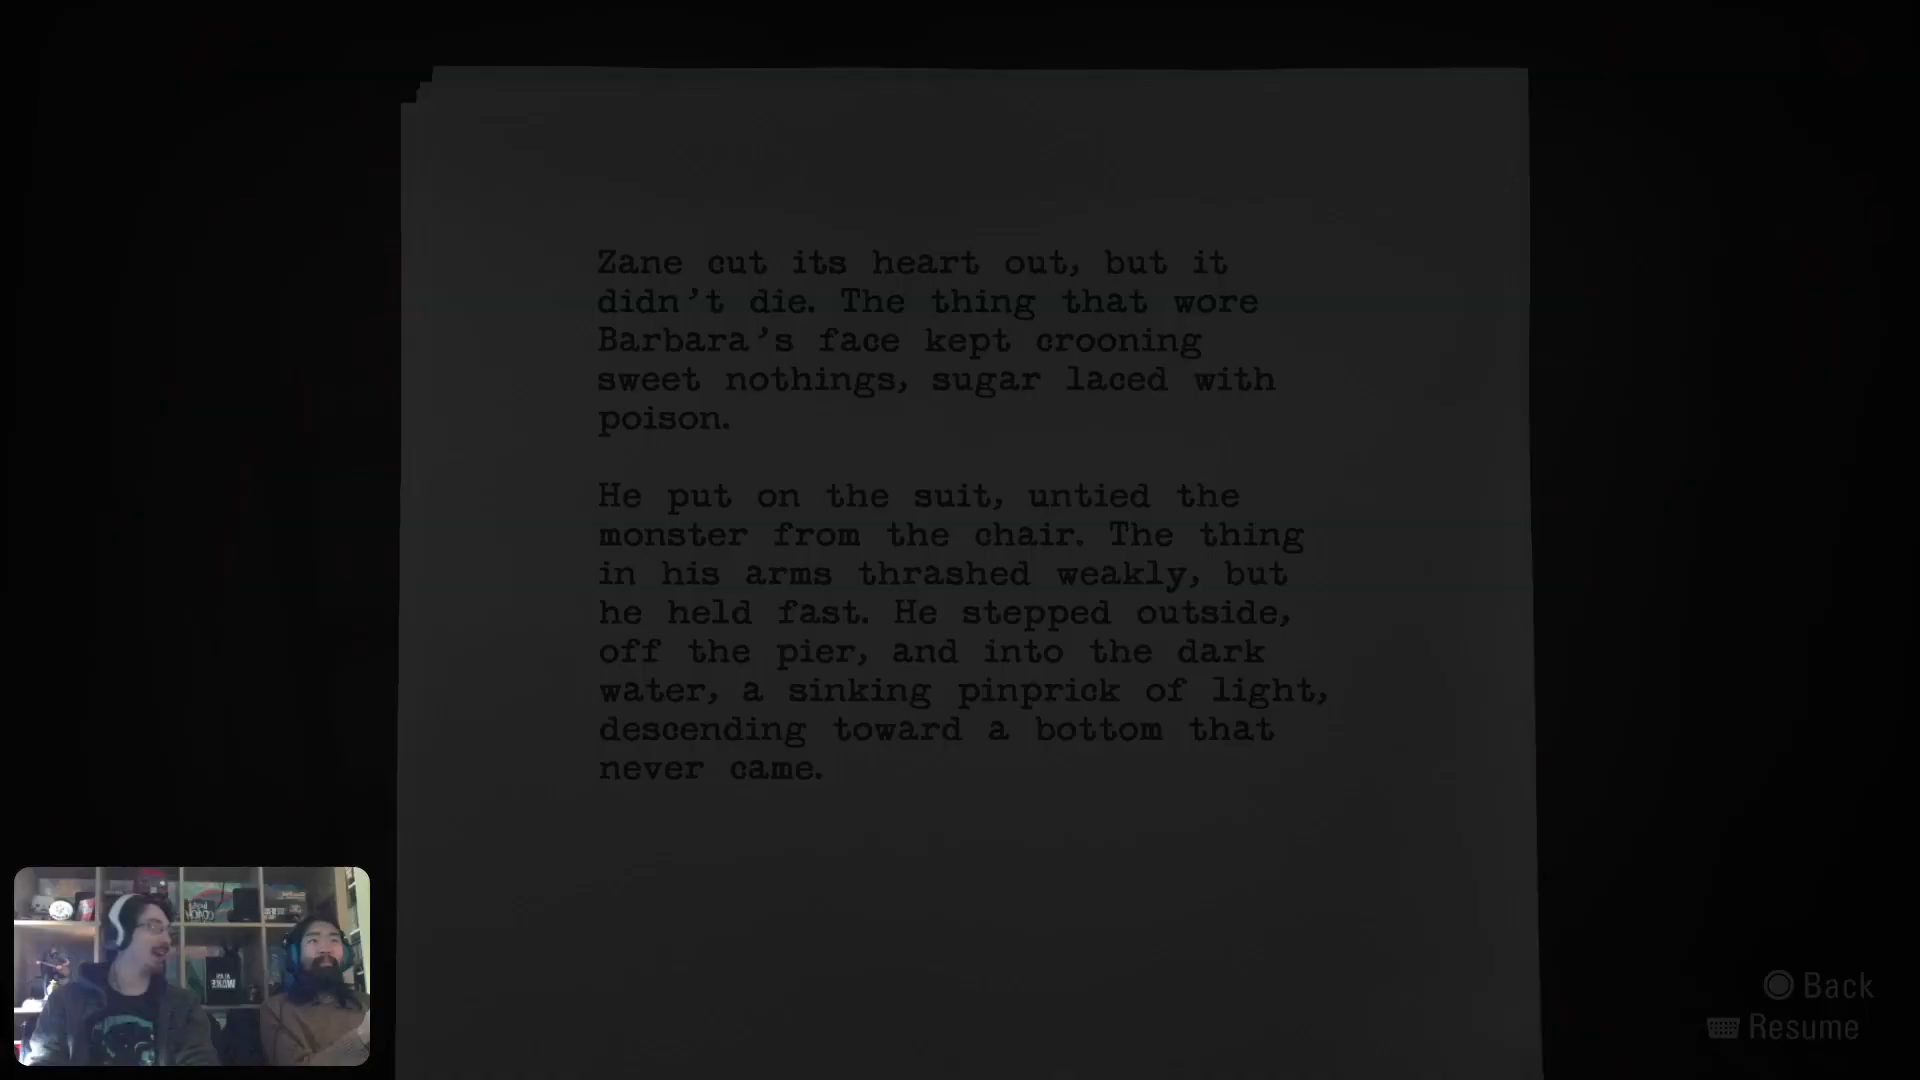 Zane cut its heart out, but it
didn't die. The thing that wore
Barbara's face kept crooning
sweet nothings, sugar laced with
poison.
He put on the suit, untied the
monster from the chair. The thing
in his arms thrashed weakly, but
he held fast. He stepped outside,
off the pier, and into the dark
water, a sinking pinprick of light,
descending toward a bottom that
never came.
Back
Resume